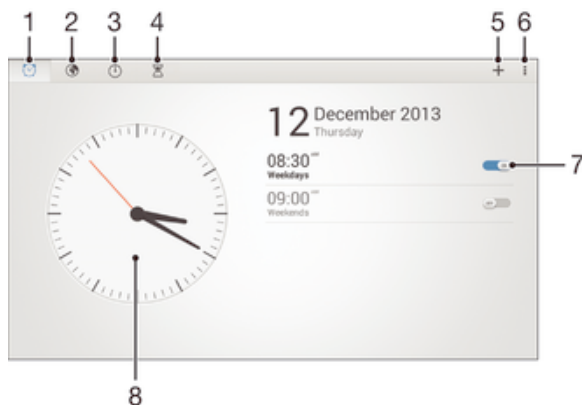 1 2 3 4 5 6
12 December 2013
Thursday
08:30
Weekdays
7
09:00
Weekends
8